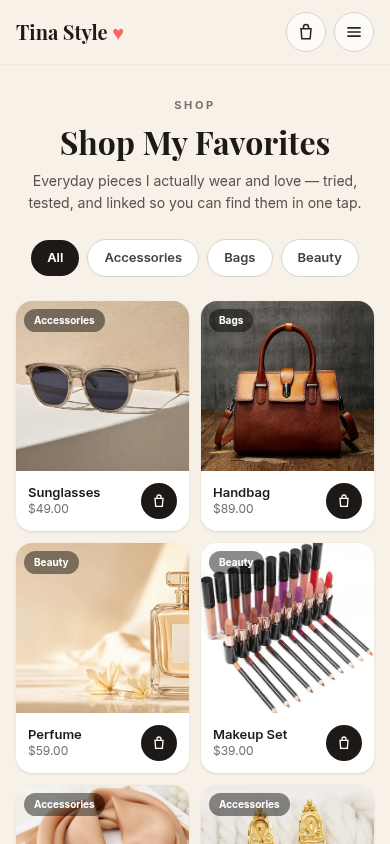 Tina Style ♥
SHOP
Shop My Favorites
Everyday pieces I actually wear and love — tried,
tested, and linked so you can find them in one tap.
All
Accessories
Bags
Beauty
Accessories
Bags
Sunglasses
$49.00
Handbag
$89.00
Beauty
Beauty
Perfume
$59.00
Makeup Set
$39.00
Accessories
Accessories